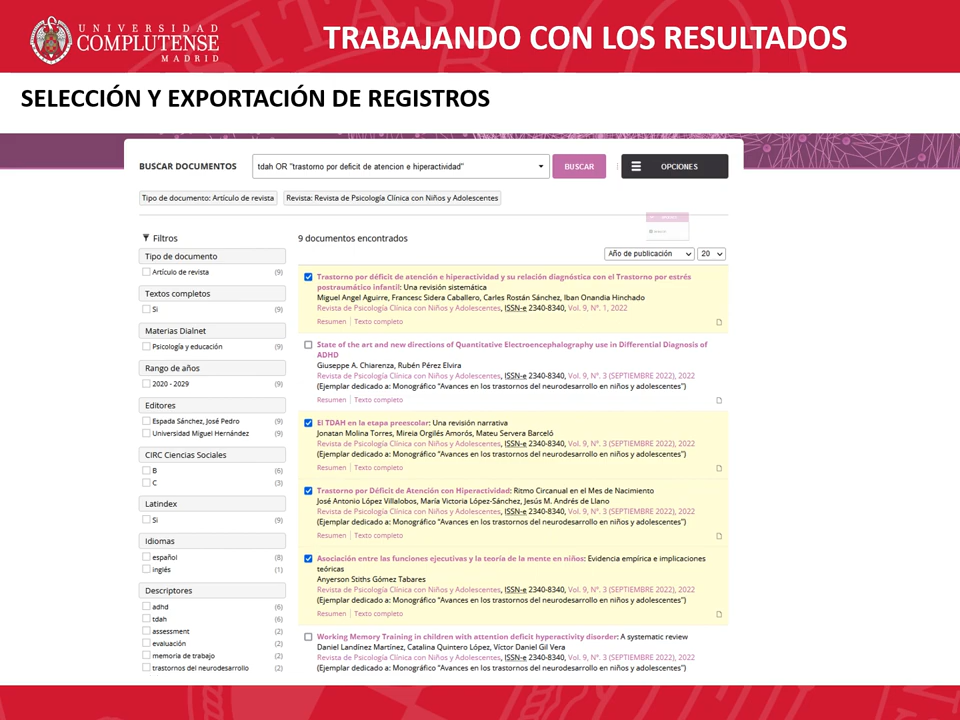 UNIVERSIDAD
COMPLUTENSE
MADRID
TRABAJANDO CON LOS RESULTADOS
SELECCIÓN Y EXPORTACIÓN DE REGISTROS
BUSCAR DOCUMENTOS
tdah OR "trastorno por deficit de atencion e hiperactividad"
BUSCAR
OPCIONES
Tipo de documento: Artículo de revista
Revista: Revista de Psicología Clínica con Niños y Adolescentes
Filtros
Tipo de documento
Artículo de revista (9)
Textos completos
Si (9)
Materias Dialnet
Psicología y educación (9)
Rango de años
2020 - 2029 (9)
Editores
Espada Sánchez, José Pedro (9)
Universidad Miguel Hernández (9)
CIRC Ciencias Sociales
B (6)
C (3)
Latindex
Si (9)
Idiomas
español (8)
inglés (1)
Descriptores
adhd (6)
tdah (6)
assessment (2)
evaluación (2)
memoria de trabajo (2)
trastornos del neurodesarrollo (2)
9 documentos encontrados
Año de publicación 20
Trastorno por déficit de atención e hiperactividad y su relación diagnóstica con el Trastorno por estrés
postraumático infantil: Una revisión sistemática
Miguel Angel Aguirre, Francesc Sidera Caballero, Carles Rostán Sánchez, Iban Onandia Hinchado
Revista de Psicología Clínica con Niños y Adolescentes, ISSN-e 2340-8340, Vol. 9, Nº. 1, 2022
Resumen | Texto completo
State of the art and new directions of Quantitative Electroencephalography use in Differential Diagnosis of
ADHD
Giuseppe A. Chiarenza, Rubén Pérez Elvira
Revista de Psicología Clínica con Niños y Adolescentes, ISSN-e 2340-8340, Vol. 9, Nº. 3 (SEPTIEMBRE 2022), 2022
(Ejemplar dedicado a: Monográfico "Avances en los trastornos del neurodesarrollo en niños y adolescentes")
Resumen | Texto completo
El TDAH en la etapa preescolar: Una revisión narrativa
Jonatan Molina Torres, Mireia Orgilés Amorós, Mateu Servera Barceló
Revista de Psicología Clínica con Niños y Adolescentes, ISSN-e 2340-8340, Vol. 9, Nº. 3 (SEPTIEMBRE 2022), 2022
(Ejemplar dedicado a: Monográfico "Avances en los trastornos del neurodesarrollo en niños y adolescentes")
Resumen | Texto completo
Trastorno por Déficit de Atención con Hiperactividad: Ritmo Circanual en el Mes de Nacimiento
José Antonio López Villalobos, María Victoria López-Sánchez, Jesús M. Andrés de Llano
Revista de Psicología Clínica con Niños y Adolescentes, ISSN-e 2340-8340, Vol. 9, Nº. 3 (SEPTIEMBRE 2022), 2022
(Ejemplar dedicado a: Monográfico "Avances en los trastornos del neurodesarrollo en niños y adolescentes")
Resumen | Texto completo
Asociación entre las funciones ejecutivas y la teoría de la mente en niños: Evidencia empírica e implicaciones
teóricas
Anyerson Stiths Gómez Tabares
Revista de Psicología Clínica con Niños y Adolescentes, ISSN-e 2340-8340, Vol. 9, Nº. 3 (SEPTIEMBRE 2022), 2022
(Ejemplar dedicado a: Monográfico "Avances en los trastornos del neurodesarrollo en niños y adolescentes")
Resumen | Texto completo
Working Memory Training in children with attention deficit hyperactivity disorder: A systematic review
Daniel Landínez Martínez, Catalina Quintero López, Víctor Daniel Gil Vera
Revista de Psicología Clínica con Niños y Adolescentes, ISSN-e 2340-8340, Vol. 9, Nº. 3 (SEPTIEMBRE 2022), 2022
(Ejemplar dedicado a: Monográfico "Avances en los trastornos del neurodesarrollo en niños y adolescentes")